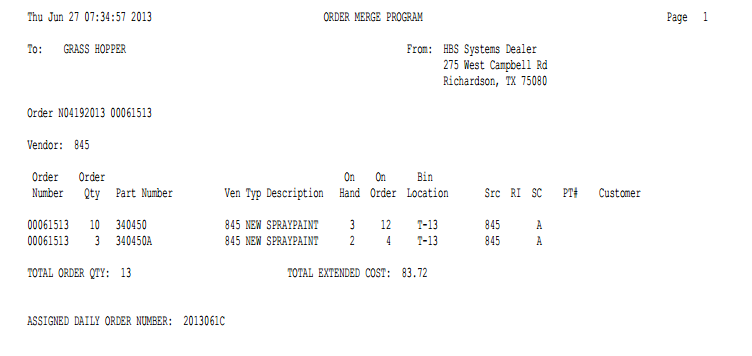 Thu Jun 27 07:34:57 2013 ORDER MERGE PROGRAM Page 1
To: GRASS HOPPER From: HBS Systems Dealer
275 West Campbell Rd
Richardson, TX 75080
Order N04192013 00061513
Vendor: 845
Order Order On On Bin
Number Qty Part Number Ven Typ Description Hand Order Location Src RI SC PT# Customer
00061513 10 340450 845 NEW SPRAYPAINT 3 12 T-13 845 A
00061513 3 340450A 845 NEW SPRAYPAINT 2 4 T-13 845 A
TOTAL ORDER QTY: 13 TOTAL EXTENDED COST: 83.72
ASSIGNED DAILY ORDER NUMBER: 2013061C